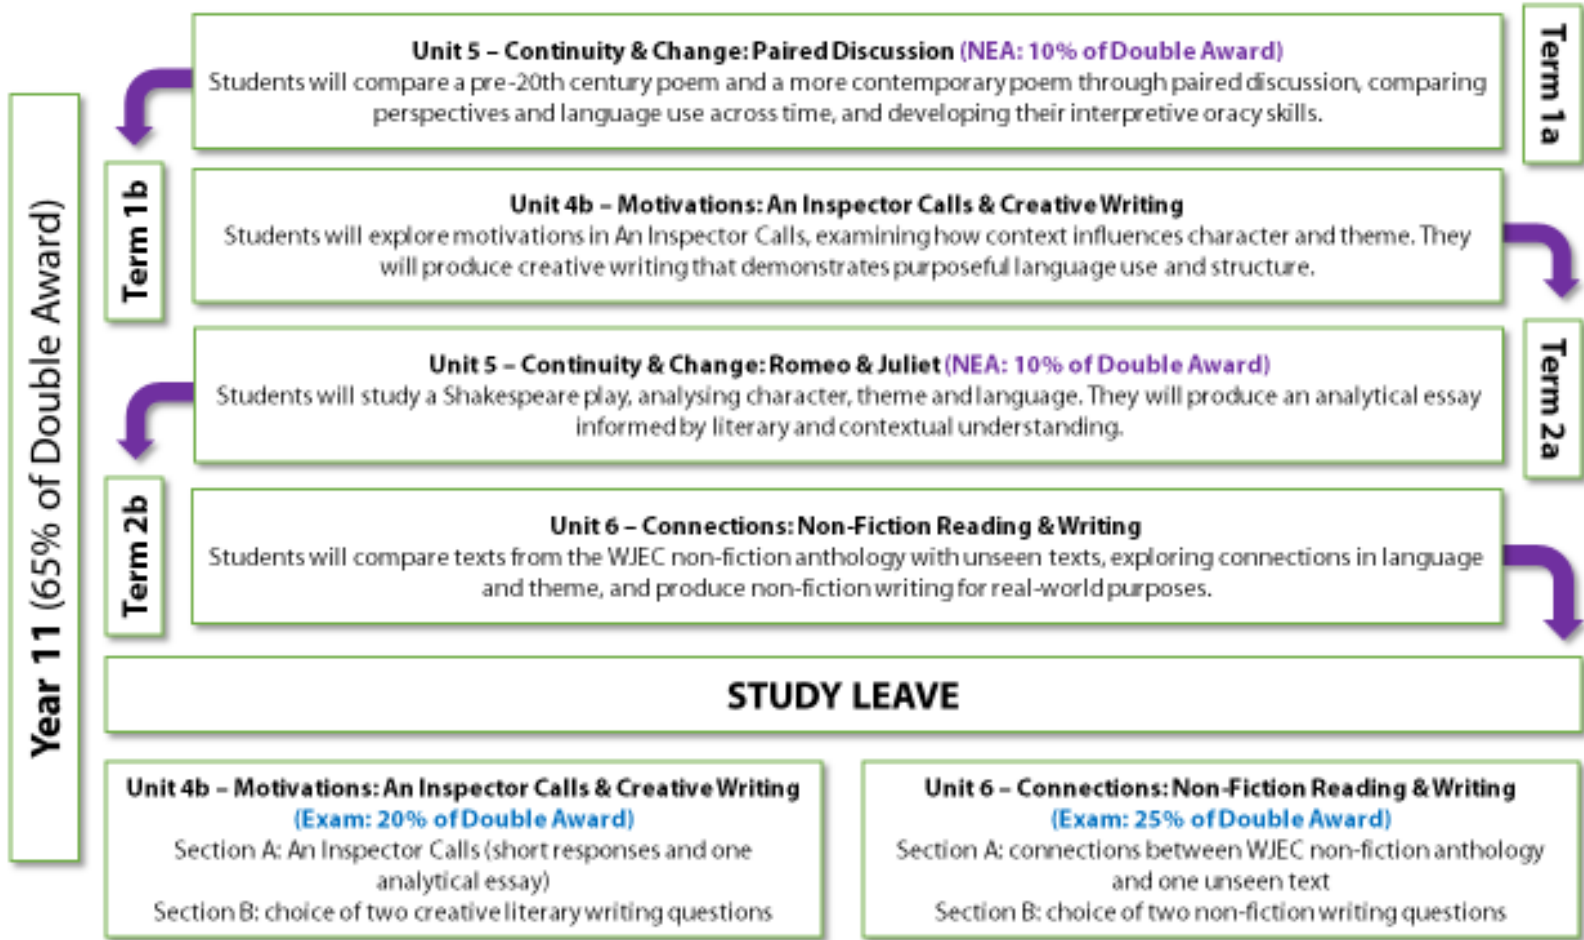 Year 11 (65% of Double Award)
Term 1a
Unit 5 – Continuity & Change: Paired Discussion (NEA: 10% of Double Award)
Students will compare a pre-20th century poem and a more contemporary poem through paired discussion, comparing
perspectives and language use across time, and developing their interpretive oracy skills.
Term 1b
Unit 4b – Motivations: An Inspector Calls & Creative Writing
Students will explore motivations in An Inspector Calls, examining how context influences character and theme. They
will produce creative writing that demonstrates purposeful language use and structure.
Term 2a
Unit 5 – Continuity & Change: Romeo & Juliet (NEA: 10% of Double Award)
Students will study a Shakespeare play, analysing character, theme and language. They will produce an analytical essay
informed by literary and contextual understanding.
Term 2b
Unit 6 – Connections: Non-Fiction Reading & Writing
Students will compare texts from the WJEC non-fiction anthology with unseen texts, exploring connections in language
and theme, and produce non-fiction writing for real-world purposes.
STUDY LEAVE
Unit 4b – Motivations: An Inspector Calls & Creative Writing
(Exam: 20% of Double Award)
Section A: An Inspector Calls (short responses and one
analytical essay)
Section B: choice of two creative literary writing questions
Unit 6 – Connections: Non-Fiction Reading & Writing
(Exam: 25% of Double Award)
Section A: connections between WJEC non-fiction anthology
and one unseen text
Section B: choice of two non-fiction writing questions